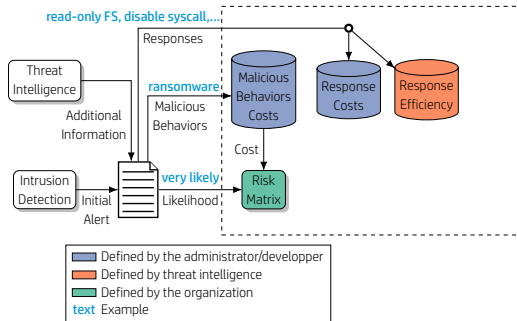 read-only FS, disable syscall,...
Responses
Threat
Intelligence
Additional
Information
ransomware
Malicious
Behaviors
Malicious
Behaviors
Costs
Response
Costs
Response
Efficiency
Cost
Intrusion
Detection
Initial
Alert
very likely
Likelihood
Risk
Matrix
Defined by the administrator/developper
Defined by threat intelligence
Defined by the organization
text Example